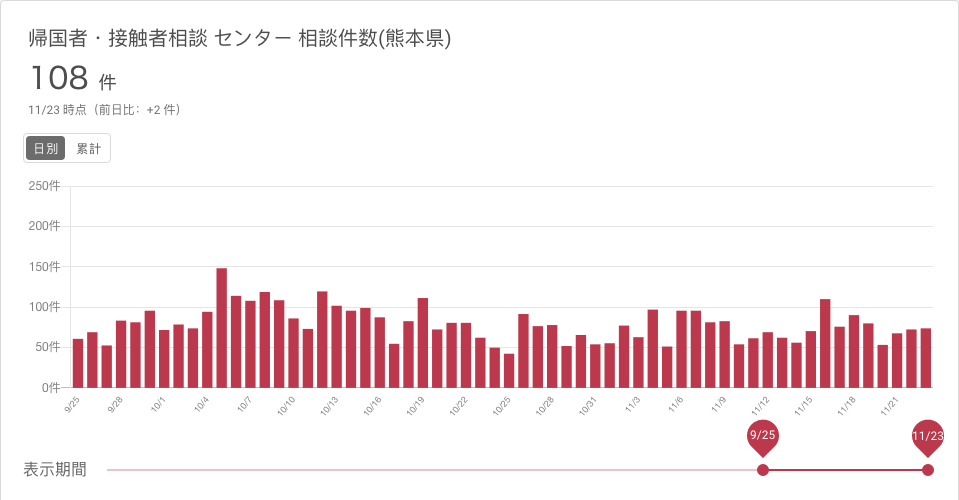 帰国者・接触者相談 センター 相談件数(熊本県)
108 件
11/23 時点（前日比：+2 件）
日別 累計
250件
200件
150件
100件
50件
0件
9/25 9/28 10/1 10/4 10/7 10/10 10/13 10/16 10/19 10/22 10/25 10/28 10/31 11/3 11/6 11/9 11/12 11/15 11/18 11/21
9/25 11/23
表示期間